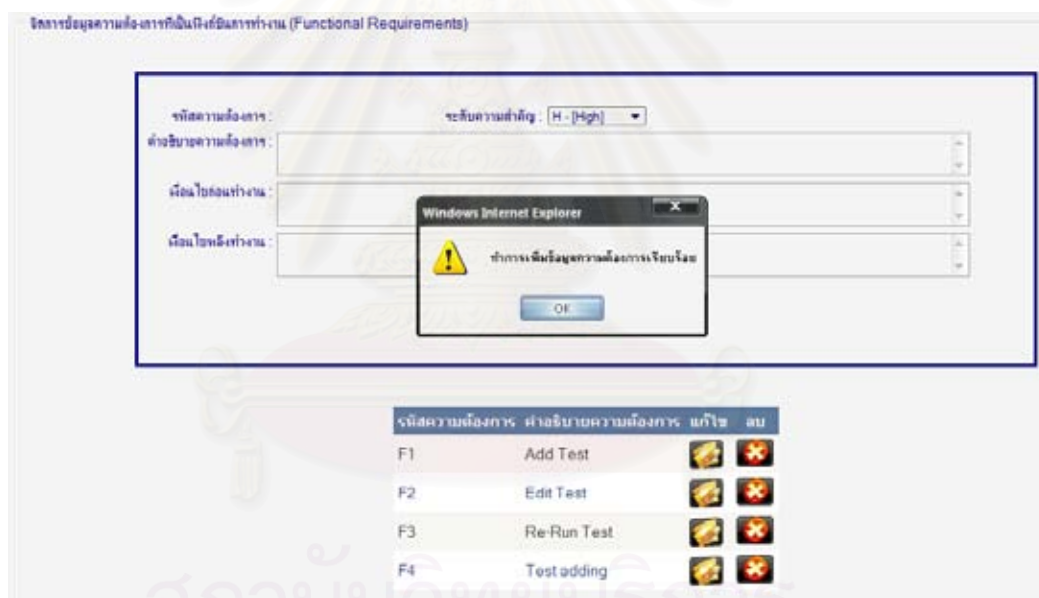 จัดการข้อมูลความต้องการที่เป็นฟังก์ชันการทำงาน (Functional Requirements)
รหัสความต้องการ : ระดับความสำคัญ : H - [High]
คำอธิบายความต้องการ :
เงื่อนไขก่อนทำงาน :
เงื่อนไขหลังทำงาน :
Windows Internet Explorer X
ทำการเพิ่มข้อมูลความต้องการเรียบร้อย
OK
รหัสความต้องการ คำอธิบายความต้องการ แก้ไข ลบ
F1 Add Test
F2 Edit Test
F3 Re-Run Test
F4 Test adding